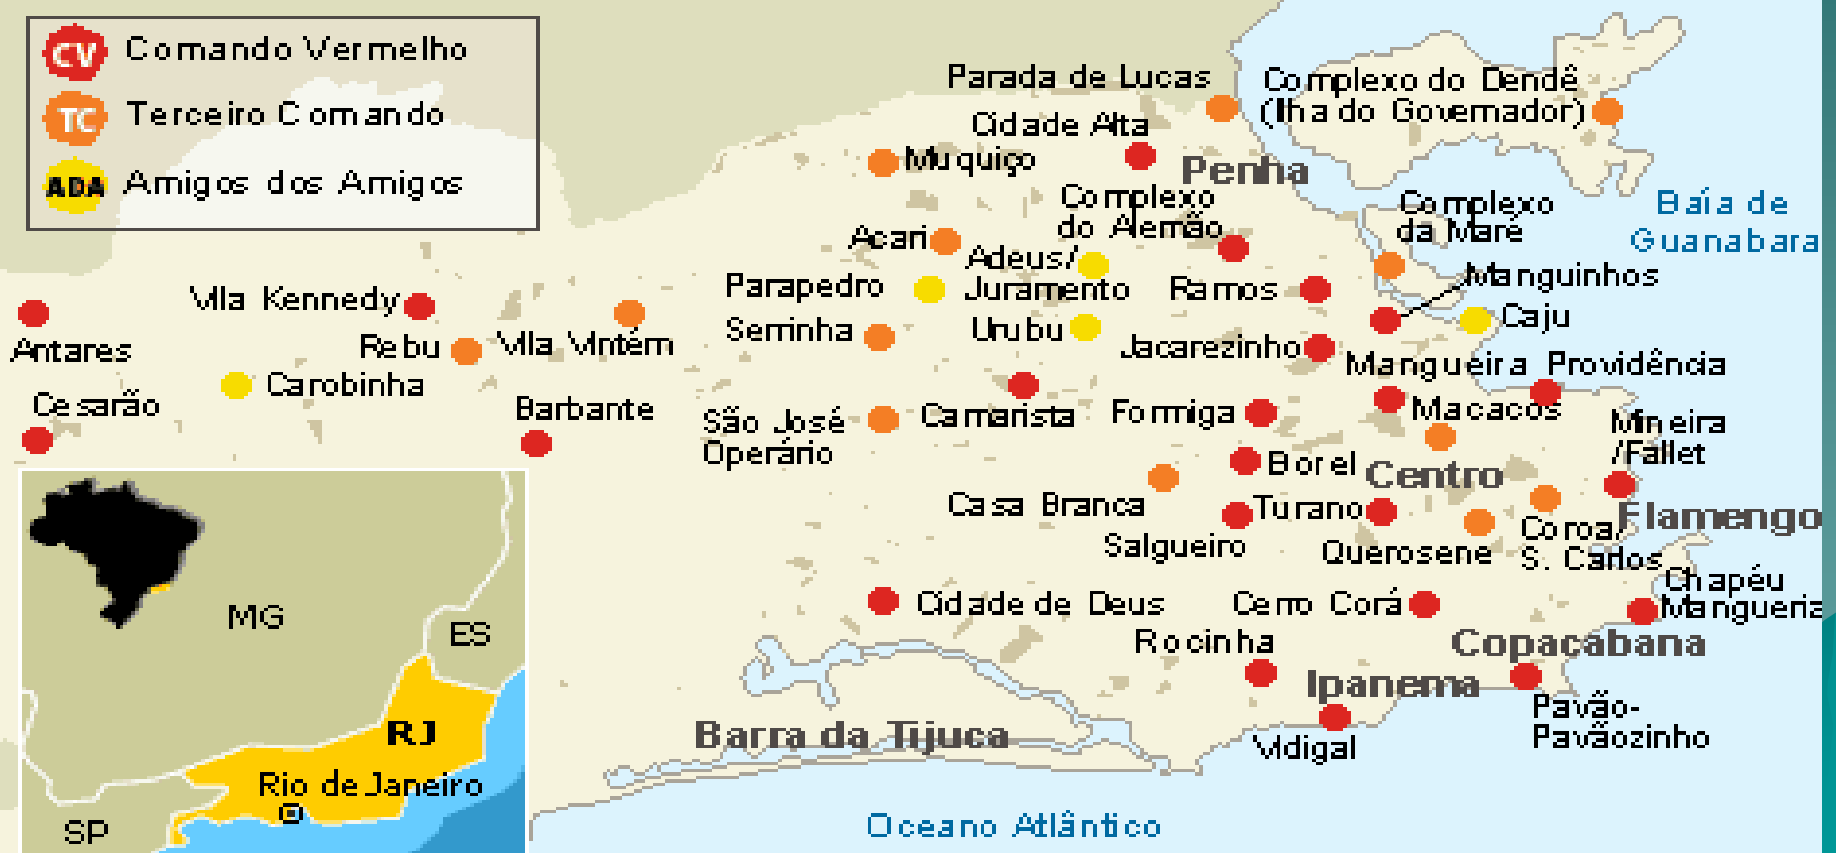 CV Comando Vermelho
TC Terceiro Comando
ADA Amigos dos Amigos
Parada de Lucas
Complexo do Dendê
(Ilha do Governador)
Cidade Alta
Muquiço
Penha
Complexo
do Alemão
Complexo
da Maré
Baía de
Guanabara
Acari
Adeus/
Juramento
Parapedro
Ramos
Manguinhos
Vila Kennedy
Serrinha
Urubu
Caju
Antares
Rebu
Vila Vintém
Jacarezinho
Mangueira
Providência
Carobinha
Cesarão
Barbante
São José
Operário
Camarista
Formiga
Macacos
Mineira
/Fallet
Borel
Centro
Casa Branca
Turano
Flamengo
Salgueiro
Querosene
Coroa/
S. Carlos
Chapéu
Mangueria
Cidade de Deus
Cerro Corá
Rocinha
Copacabana
Ipanema
Pavão-
Pavãozinho
Barra da Tijuca
Vidigal
Oceano Atlântico
MG
ES
RJ
Rio de Janeiro
SP